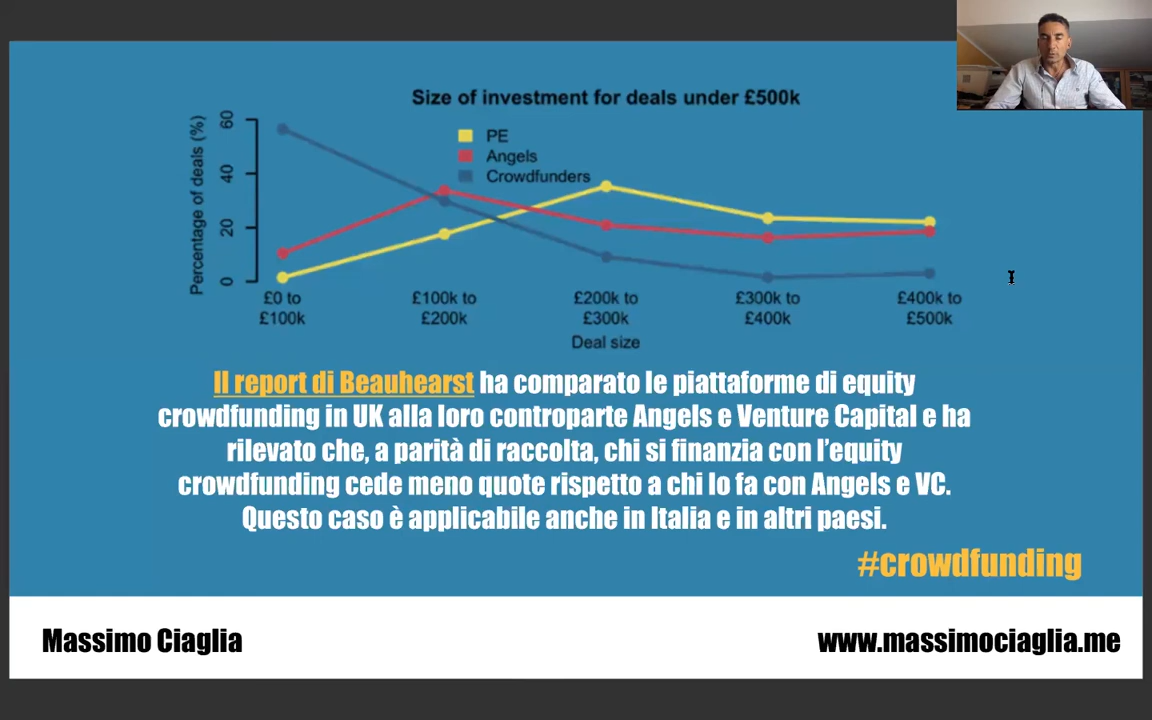 Size of investment for deals under £500k
Percentage of deals (%)
60
40
20
0
PE
Angels
Crowdfunders
£0 to
£100k
£100k to
£200k
£200k to
£300k
£300k to
£400k
£400k to
£500k
Deal size
Il report di Beauhearst ha comparato le piattaforme di equity
crowdfunding in UK alla loro controparte Angels e Venture Capital e ha
rilevato che, a parità di raccolta, chi si finanzia con l'equity
crowdfunding cede meno quote rispetto a chi lo fa con Angels e VC.
Questo caso è applicabile anche in Italia e in altri paesi.
#crowdfunding
Massimo Ciaglia
www.massimociaglia.me